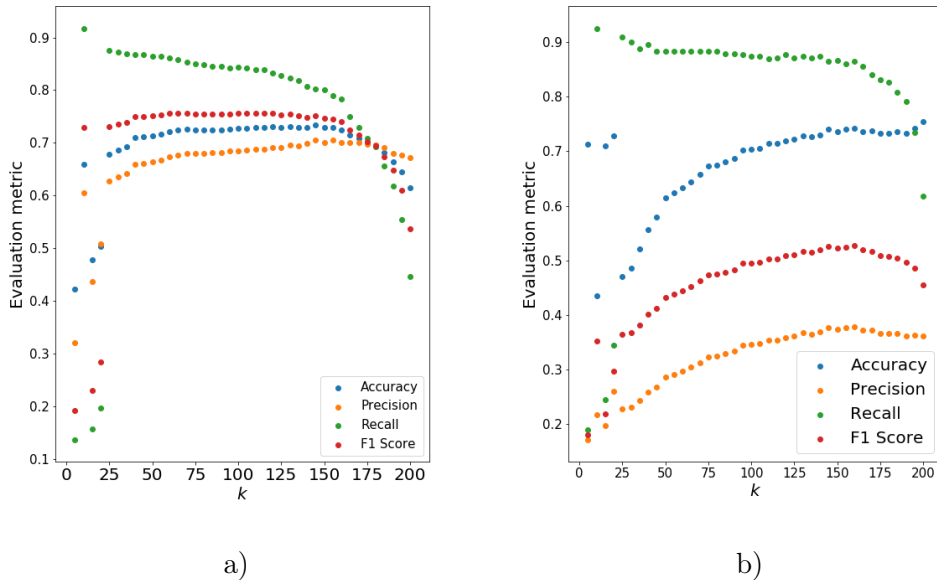 Evaluation metric
0.9
0.8
0.7
0.6
0.5
0.4
0.3
0.2
0.1
0 25 50 75 100 125 150 175 200
k
Accuracy
Precision
Recall
F1 Score
a)
Evaluation metric
0.9
0.8
0.7
0.6
0.5
0.4
0.3
0.2
0 25 50 75 100 125 150 175 200
k
Accuracy
Precision
Recall
F1 Score
b)